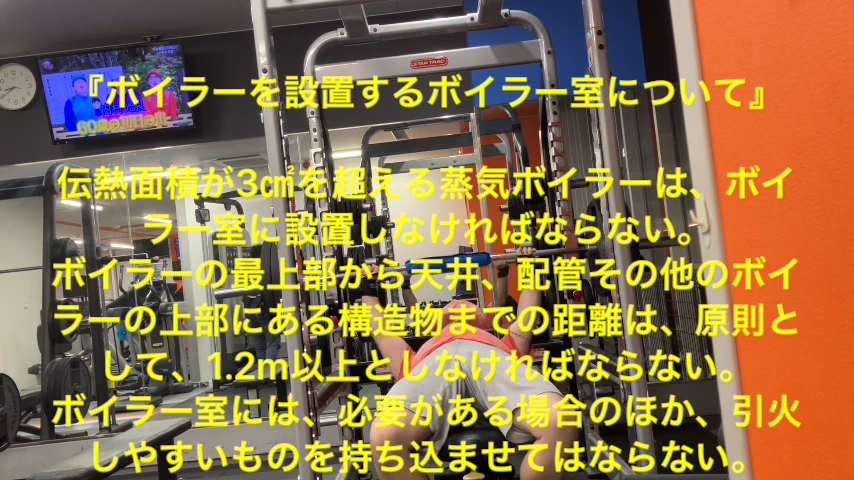 STAR TRAC
『ボイラーを設置するボイラー室について』
伝熱面積が3㎠を超える蒸気ボイラーは、ボイ
ラー室に設置しなければならない。
ボイラーの最上部から天井、配管その他のボイ
ラーの上部にある構造物までの距離は、原則と
して、1.2m以上としなければならない。
ボイラー室には、必要がある場合のほか、引火
しやすいものを持ち込ませてはならない。